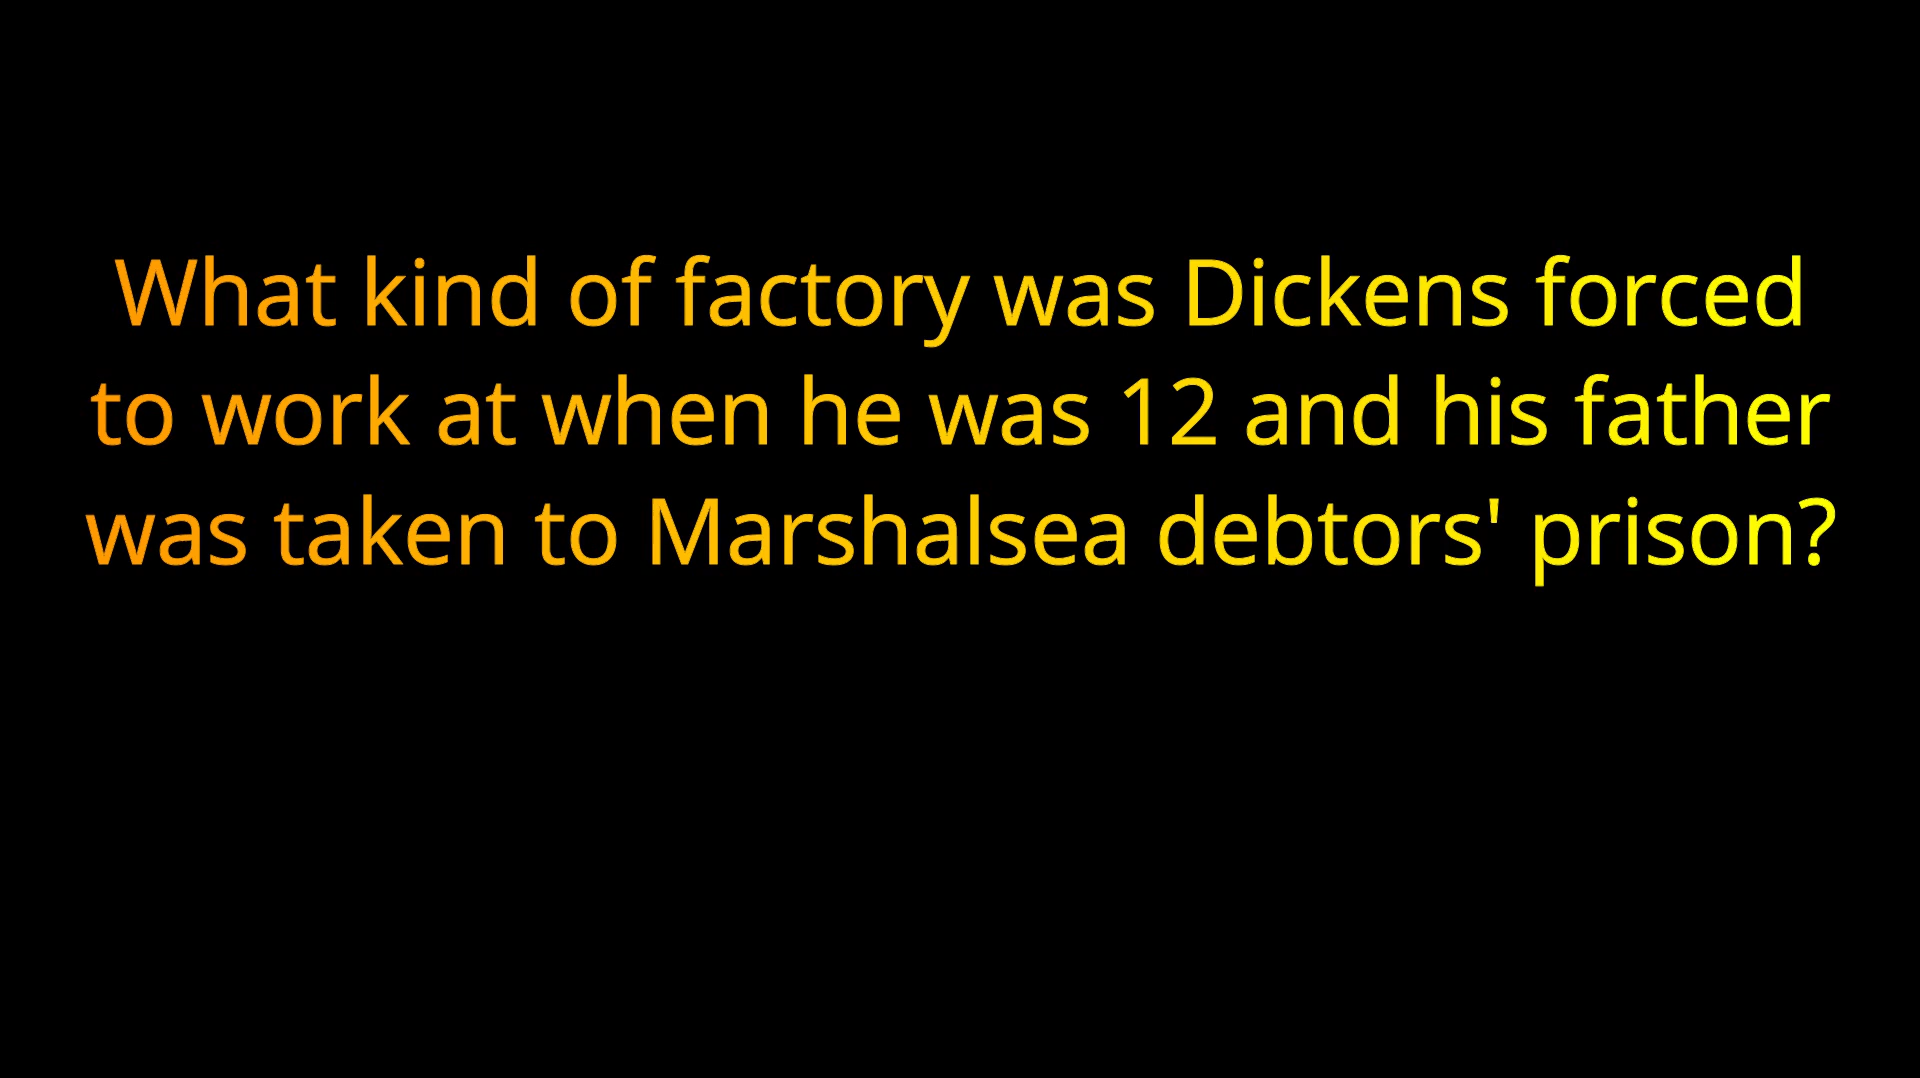 What kind of factory was Dickens forced
to work at when he was 12 and his father
was taken to Marshalsea debtors' prison?